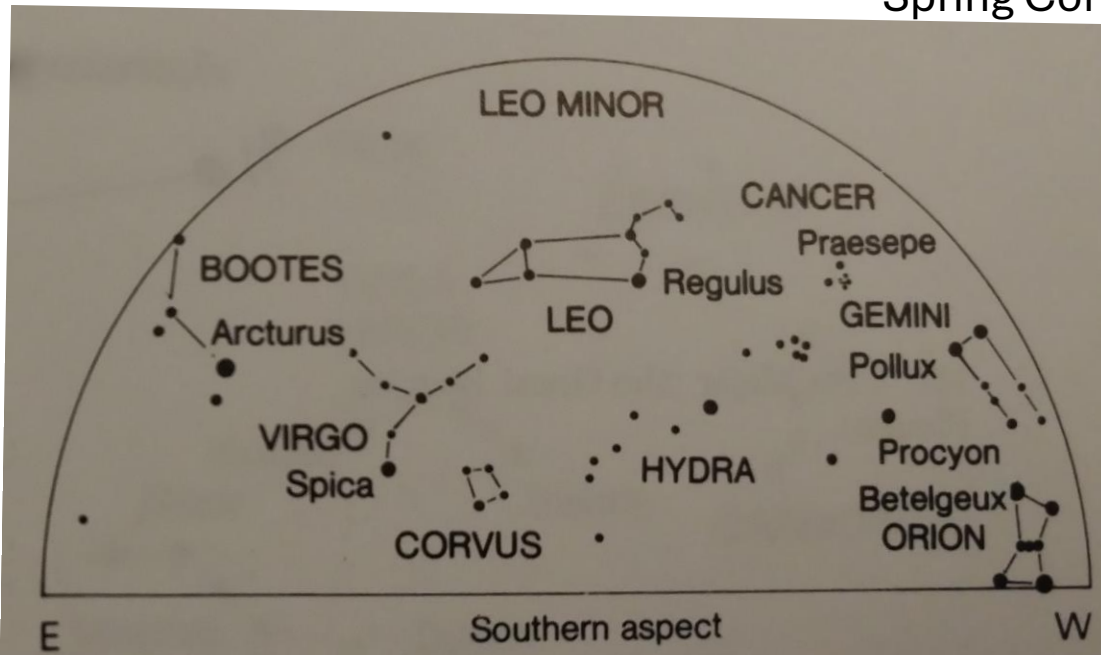 Spring Co
LEO MINOR
CANCER
Praesepe
BOOTES
Regulus
LEO
GEMINI
Arcturus
Pollux
VIRGO
Spica
HYDRA
Procyon
Betelgeux
ORION
CORVUS
E
Southern aspect
W